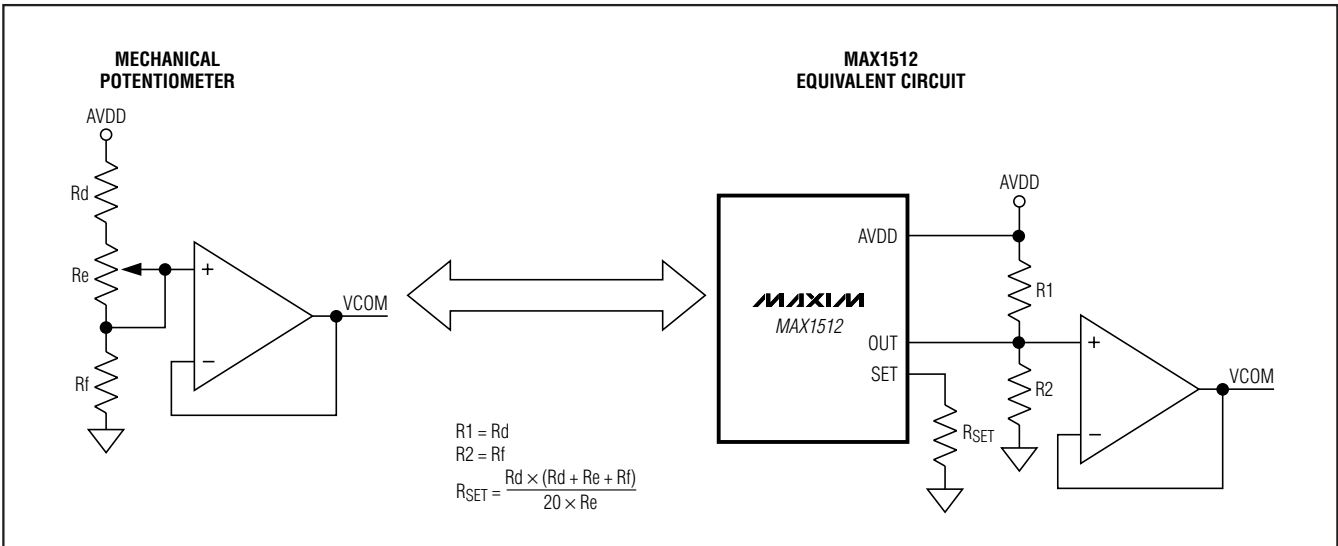 MECHANICAL
POTENTIOMETER
AVDD
Rd
Re
Rf
+
−
VCOM
R1 = Rd
R2 = Rf
RSET = Rd × (Rd + Re + Rf)
20 × Re
MAX1512
EQUIVALENT CIRCUIT
MAXIM
MAX1512
AVDD
OUT
SET
AVDD
R1
R2
RSET
+
−
VCOM